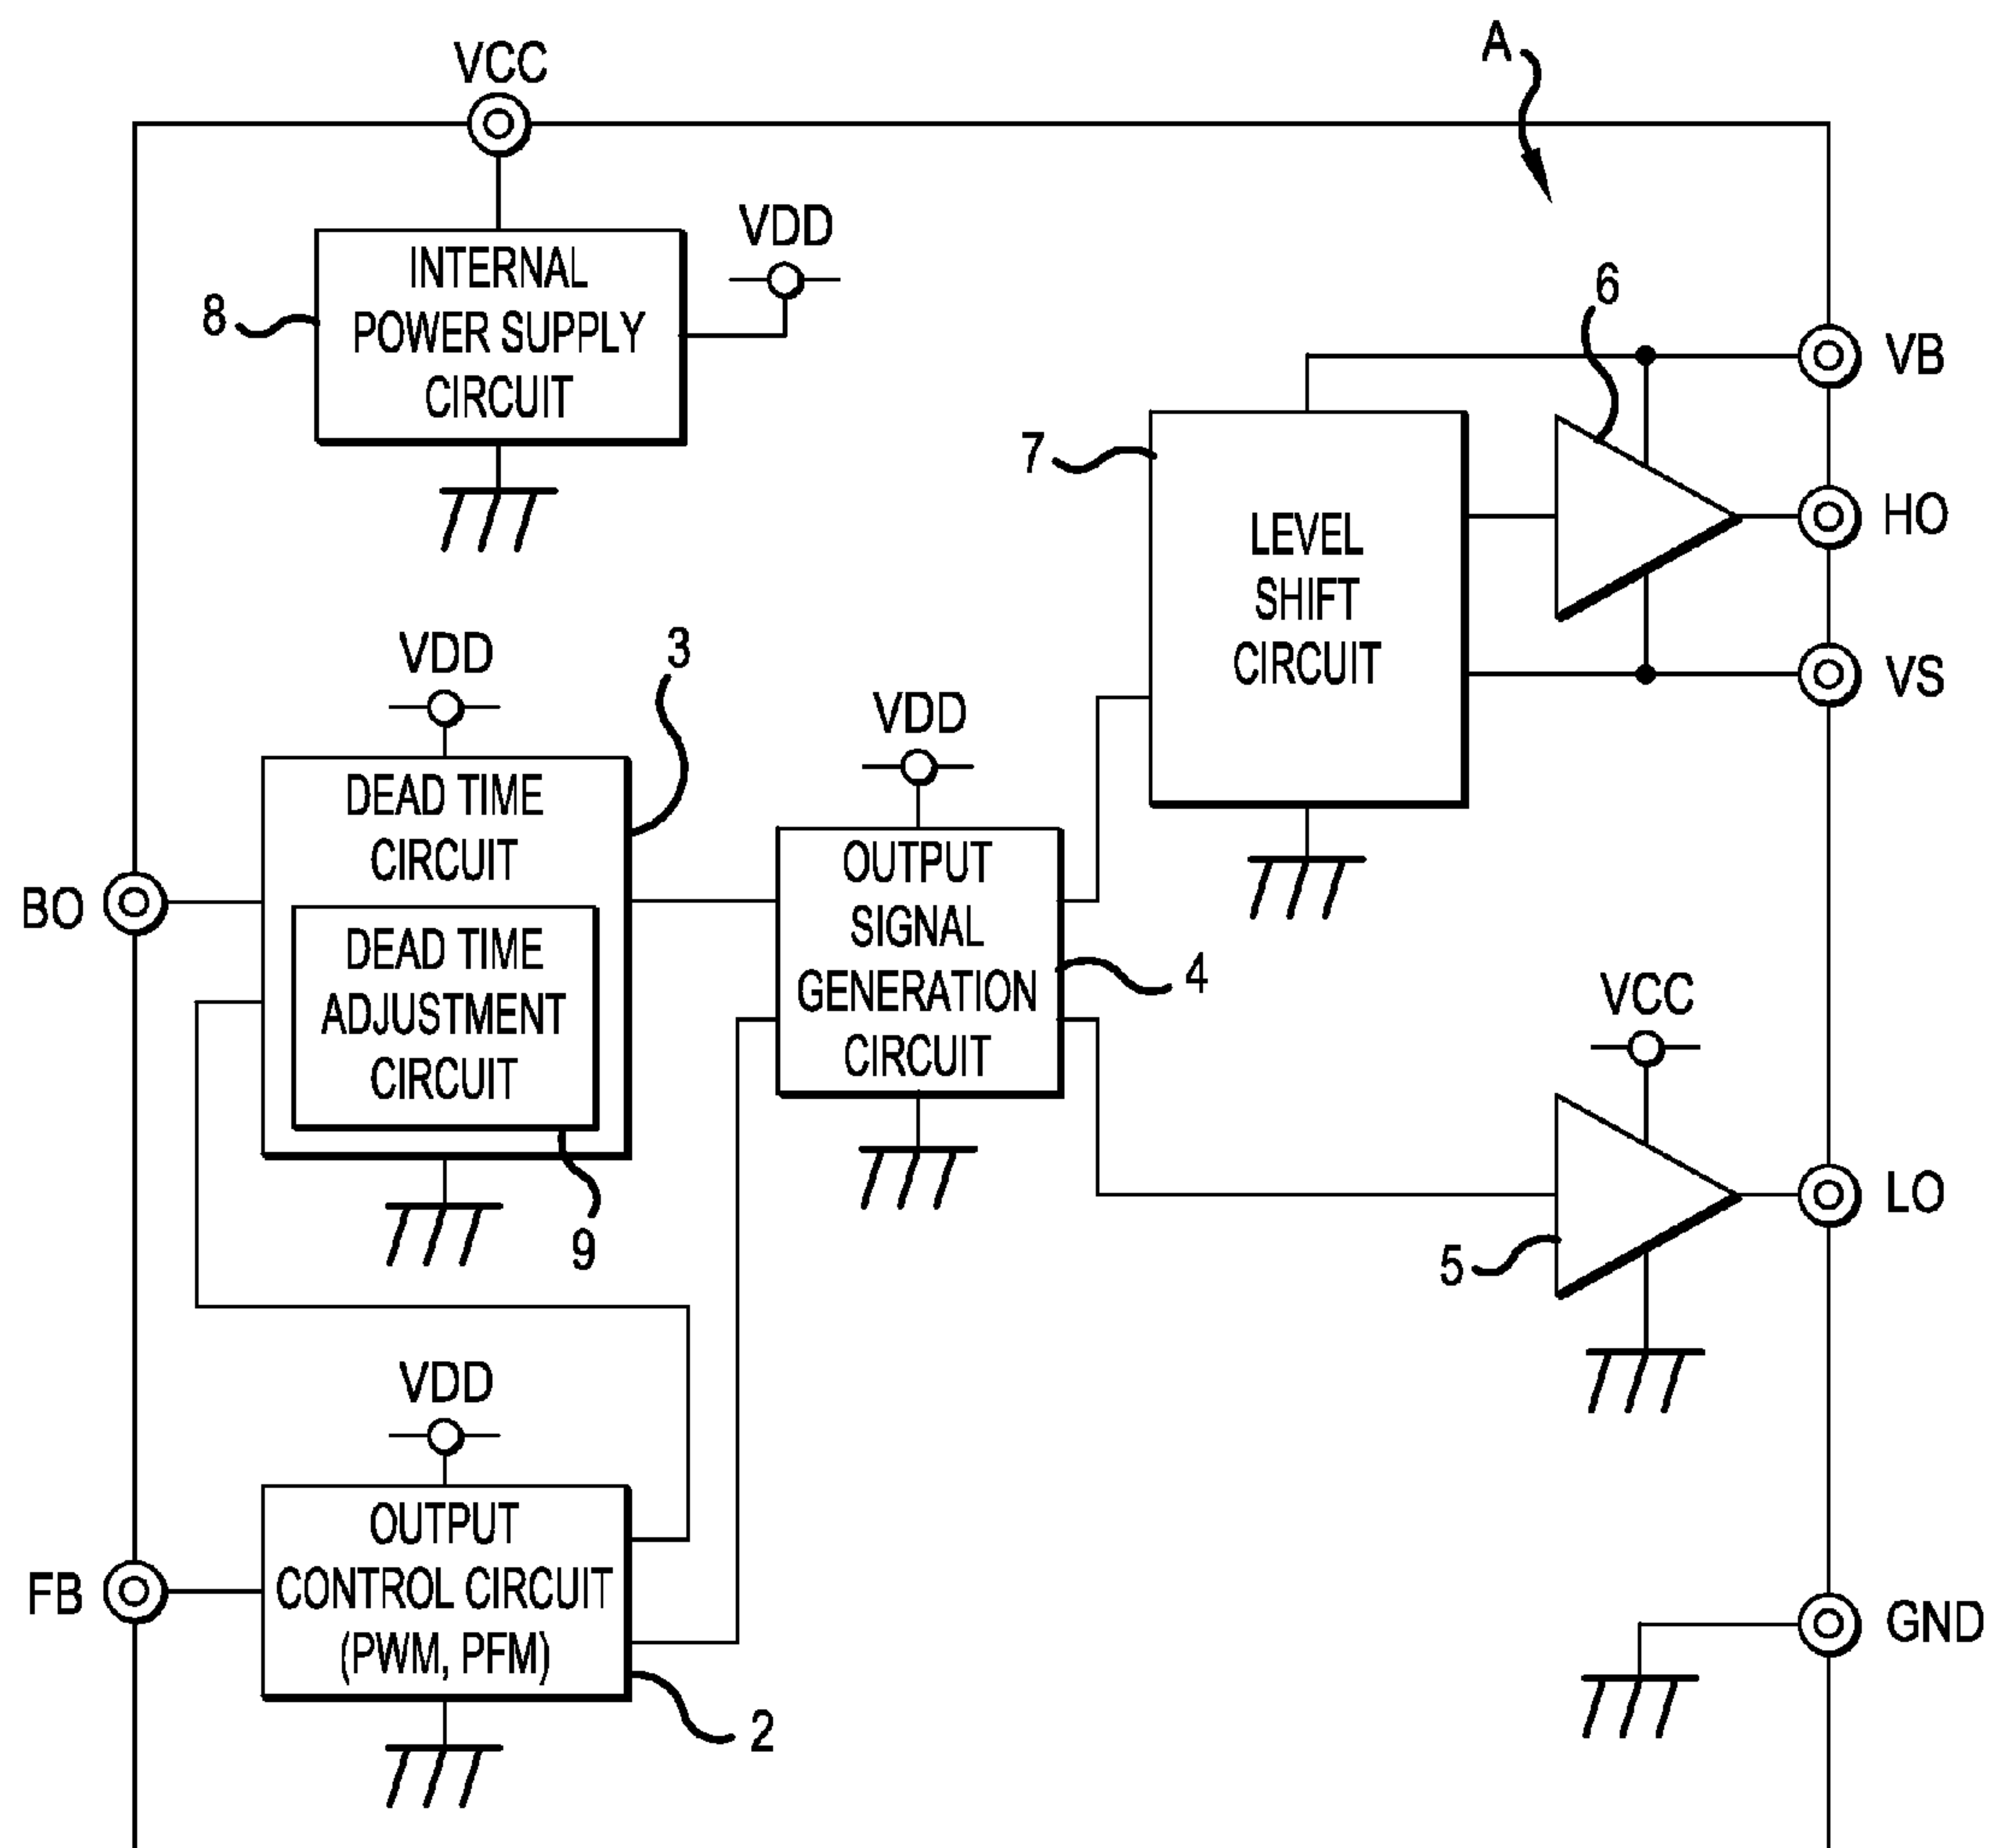 A
VCC
VDD
INTERNAL
POWER SUPPLY
CIRCUIT
8
6
VB
7
HO
LEVEL
SHIFT
CIRCUIT
VS
VDD
3
VDD
DEAD TIME
CIRCUIT
BO
OUTPUT
SIGNAL
GENERATION
CIRCUIT
4
DEAD TIME
ADJUSTMENT
CIRCUIT
9
VCC
LO
5
VDD
OUTPUT
CONTROL CIRCUIT
(PWM, PFM)
FB
2
GND